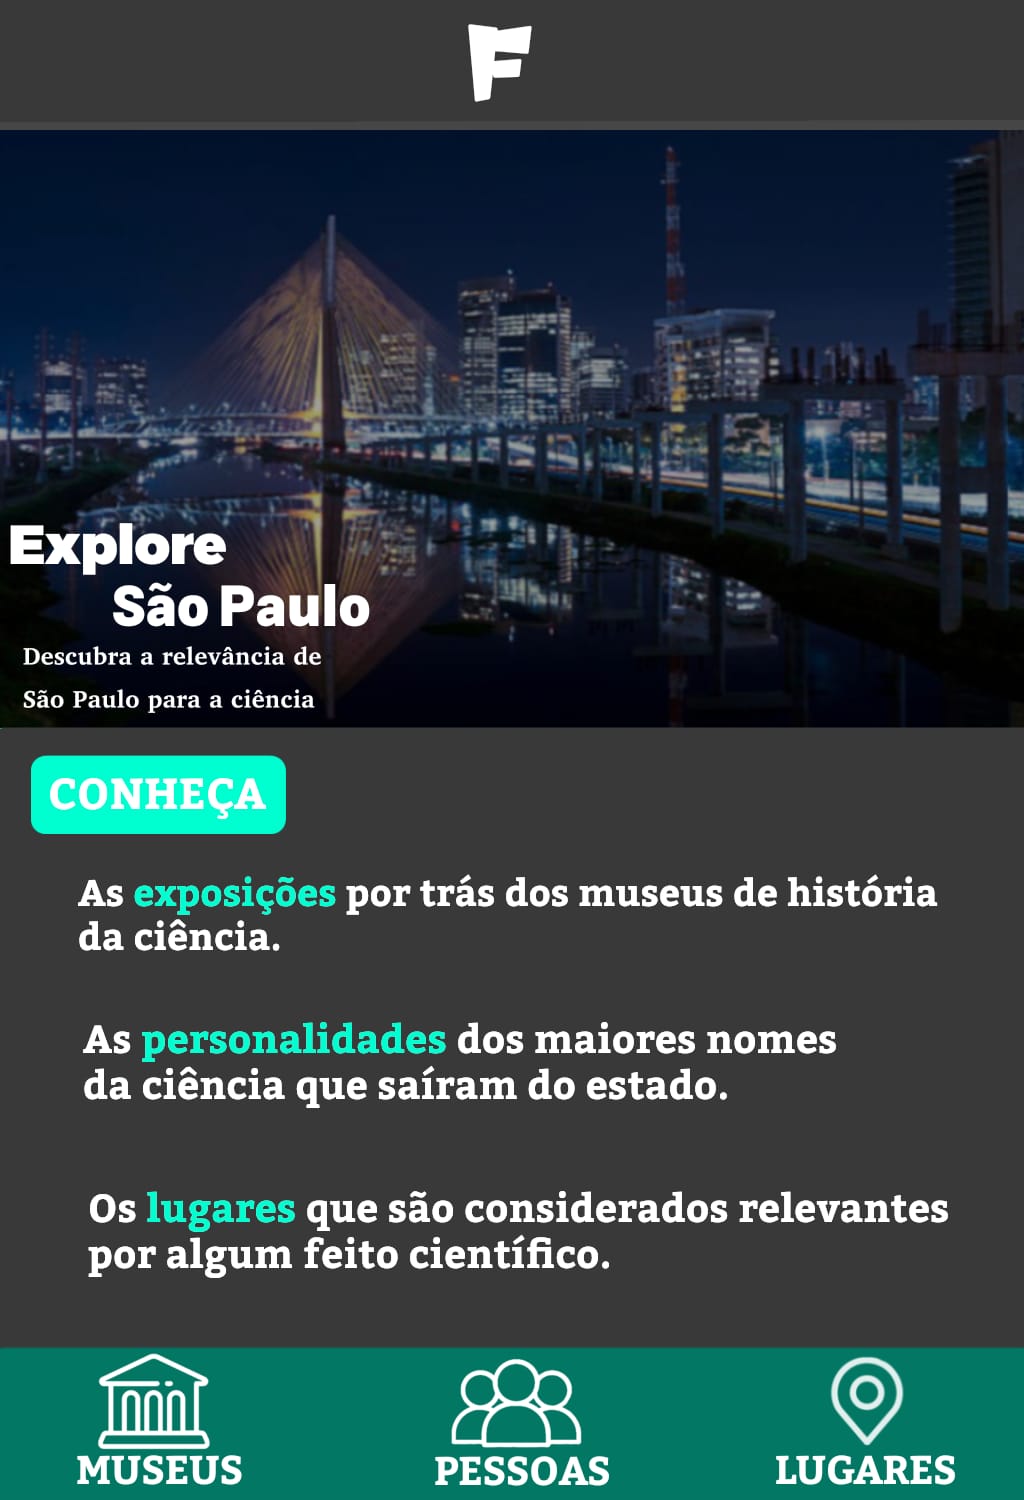 F
Explore
São Paulo
Descubra a relevância de
São Paulo para a ciência
CONHEÇA
As exposições por trás dos museus de história
da ciência.
As personalidades dos maiores nomes
da ciência que saíram do estado.
Os lugares que são considerados relevantes
por algum feito científico.
MUSEUS
PESSOAS
LUGARES